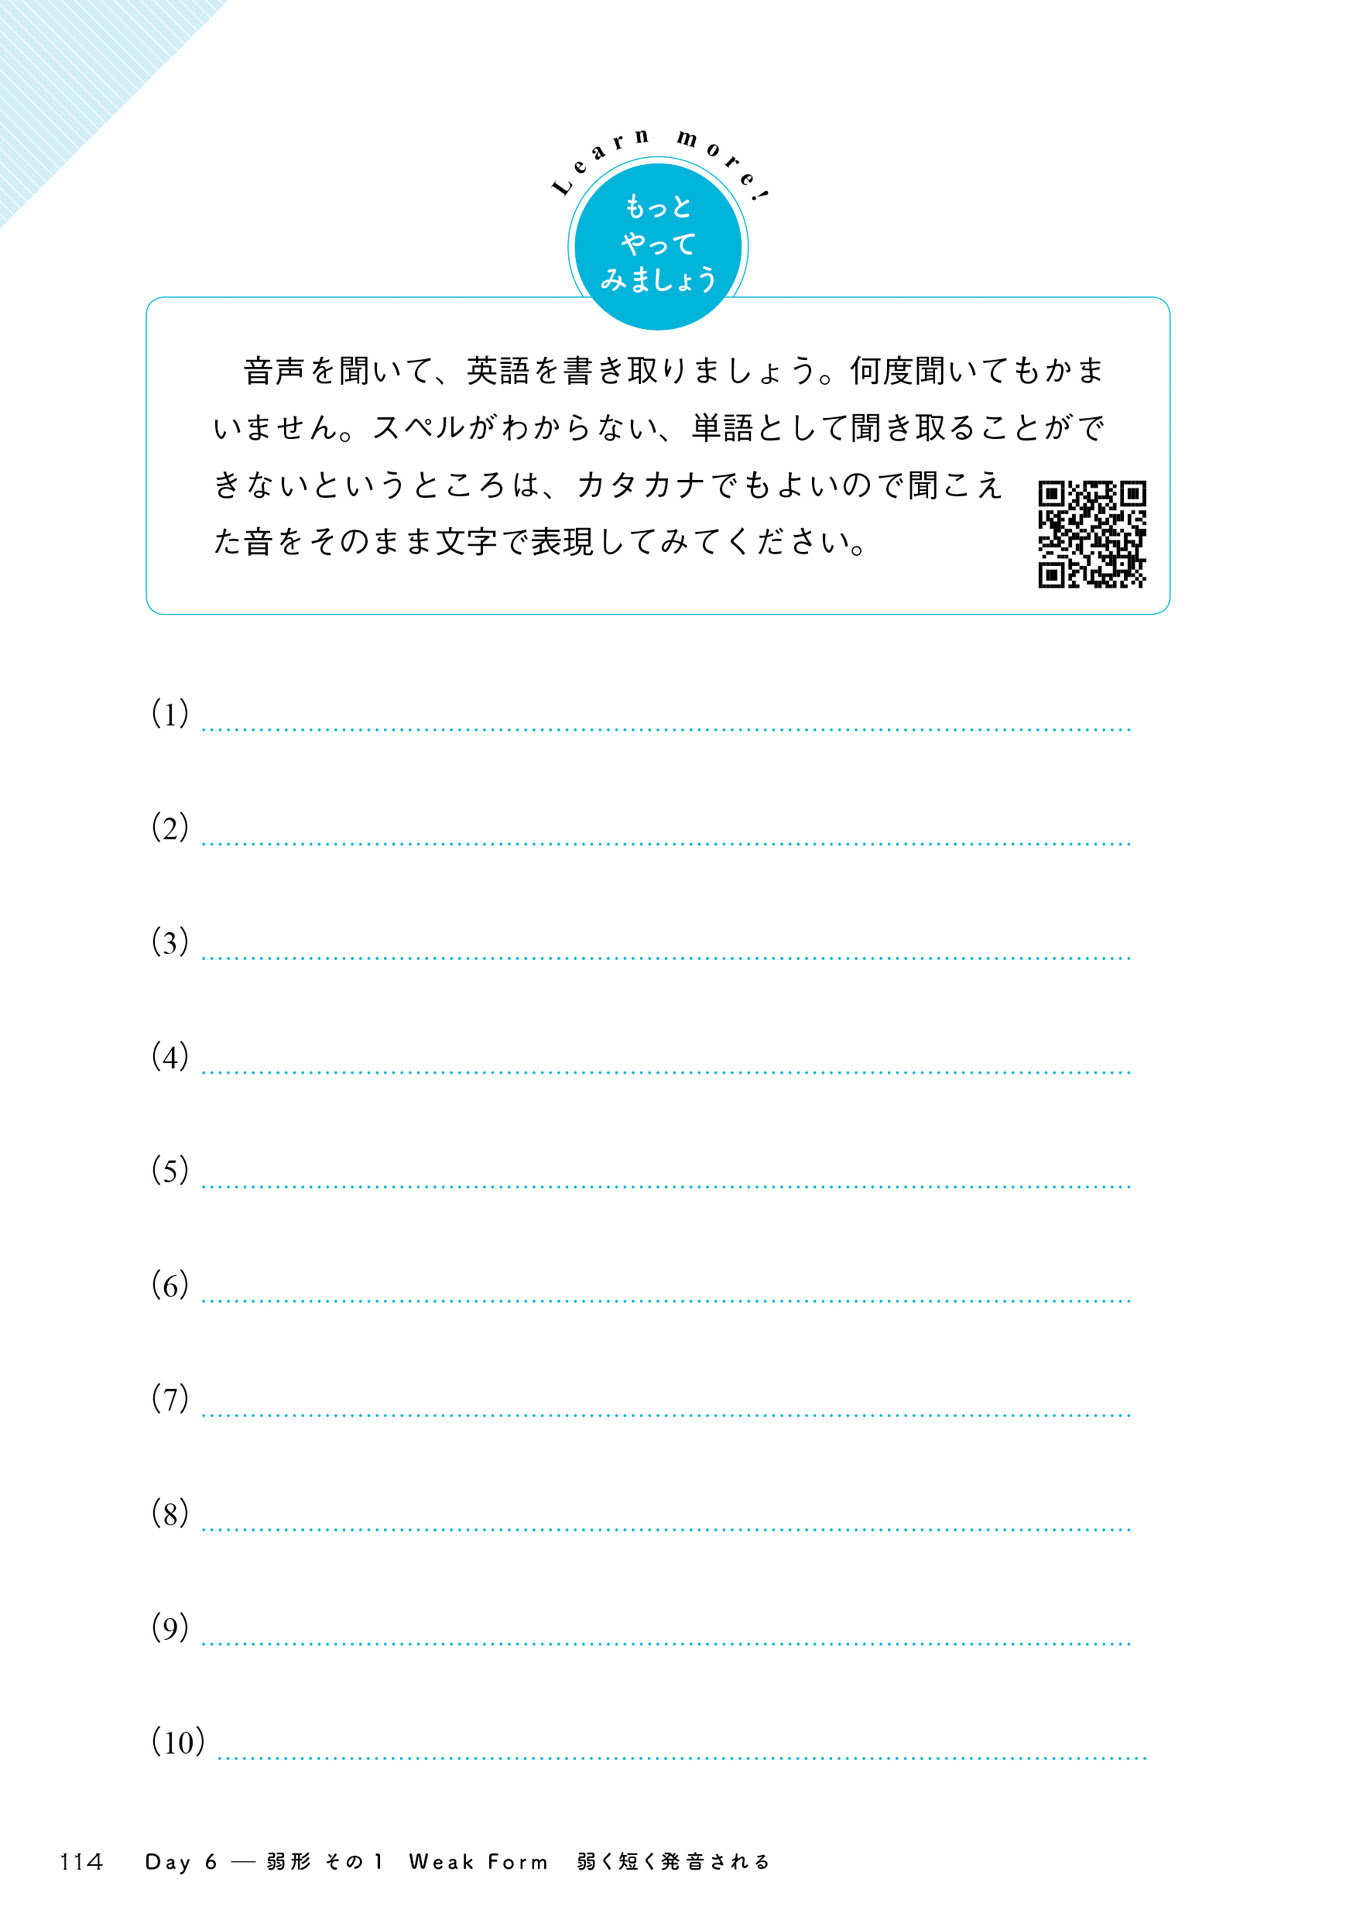 Learn more!
もっと
やって
みましょう
音声を聞いて、英語を書き取りましょう。何度聞いてもかま
いません。スペルがわからない、単語として聞き取ることがで
きないというところは、カタカナでもよいので聞こえ
た音をそのまま文字で表現してみてください。
(1)
(2)
(3)
(4)
(5)
(6)
(7)
(8)
(9)
(10)
114 Day 6 — 弱形 その1 Weak Form 弱く短く発音される